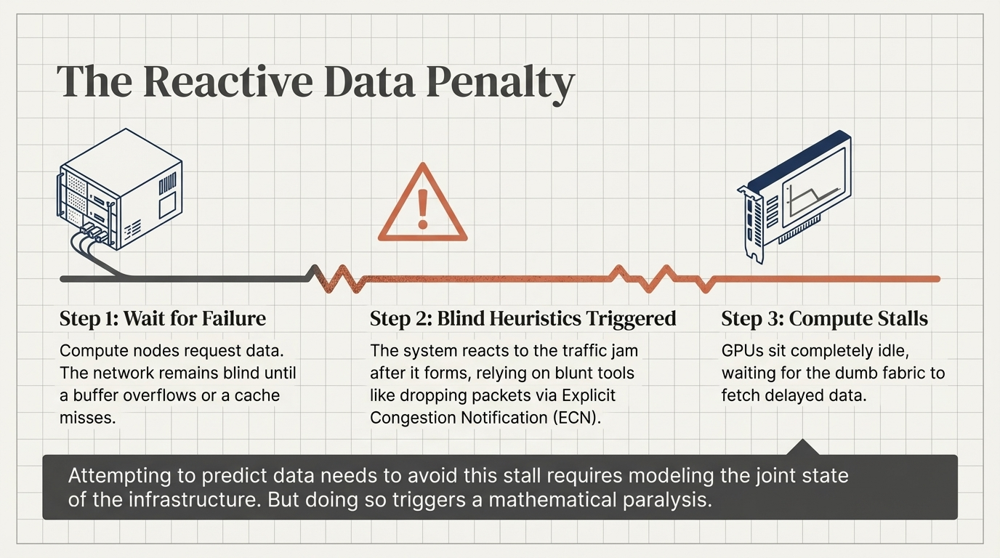 The Reactive Data Penalty
Step 1: Wait for Failure
Compute nodes request data.
The network remains blind until
a buffer overflows or a cache
misses.
Step 2: Blind Heuristics Triggered
The system reacts to the traffic jam
after it forms, relying on blunt tools
like dropping packets via Explicit
Congestion Notification (ECN).
Step 3: Compute Stalls
GPUs sit completely idle,
waiting for the dumb fabric to
fetch delayed data.
Attempting to predict data needs to avoid this stall requires modeling the joint state
of the infrastructure. But doing so triggers a mathematical paralysis.